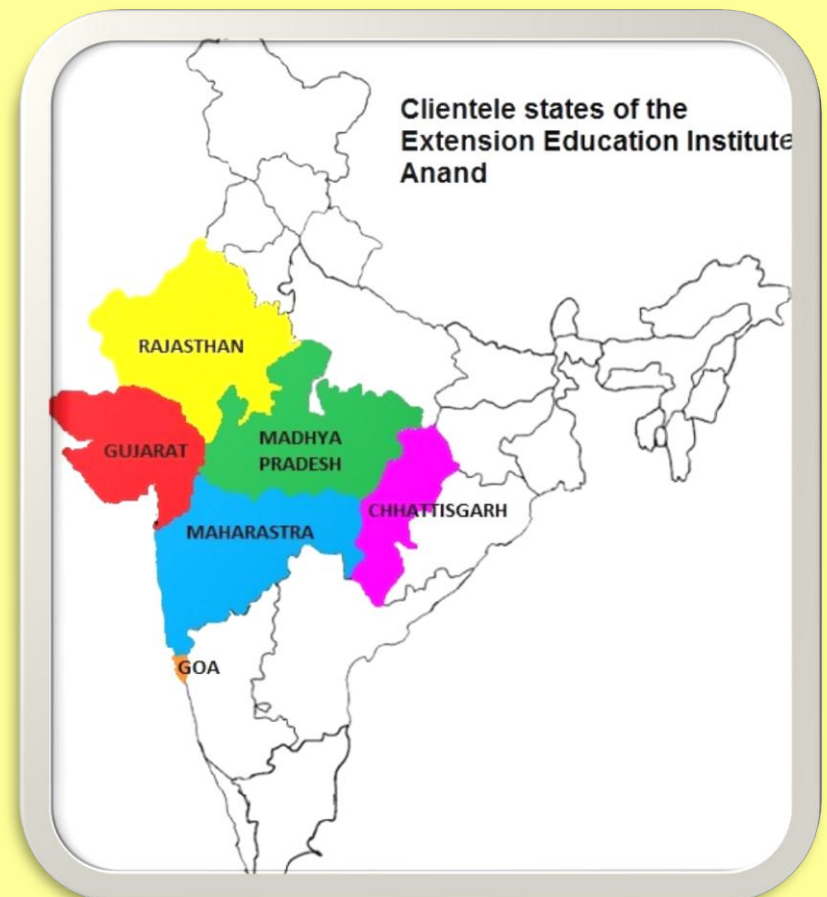 Clientele states of the
Extension Education Institute
Anand
RAJASTHAN
GUJARAT
MADHYA
PRADESH
CHHATTISGARH
MAHARASTRA
GOA